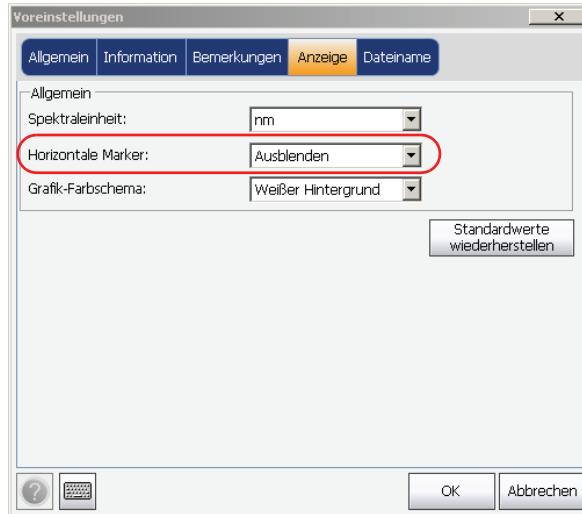 Voreinstellungen
Allgemein Information Bemerkungen Anzeige Dateiname
Allgemein
Spektraleinheit: nm
Horizontale Marker: Ausblenden
Grafik-Farbschema: Weißer Hintergrund
Standardwerte
wiederherstellen
OK Abbrechen